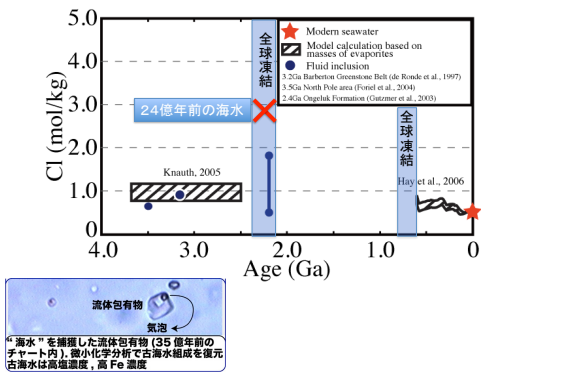 5.0
4.0
3.0
2.0
1.0
0
Cl (mol/kg)
全球凍結
Modern seawater
Model calculation based on
masses of evaporites
Fluid inclusion
3.2Ga Barberton Greenstone Belt (de Ronde et al., 1997)
3.5Ga North Pole area (Foriel et al., 2004)
2.4Ga Ongeluk Formation (Gutzmer et al., 2003)
24億年前の海水
全球凍結
Knauth, 2005
Hay et al., 2006
4.0 3.0 2.0 1.0 0
Age (Ga)
流体包有物
気泡
“海水”を捕獲した流体包有物(35億年前の
チャート内). 微小化学分析で古海水組成を復元
古海水は高塩濃度, 高Fe濃度